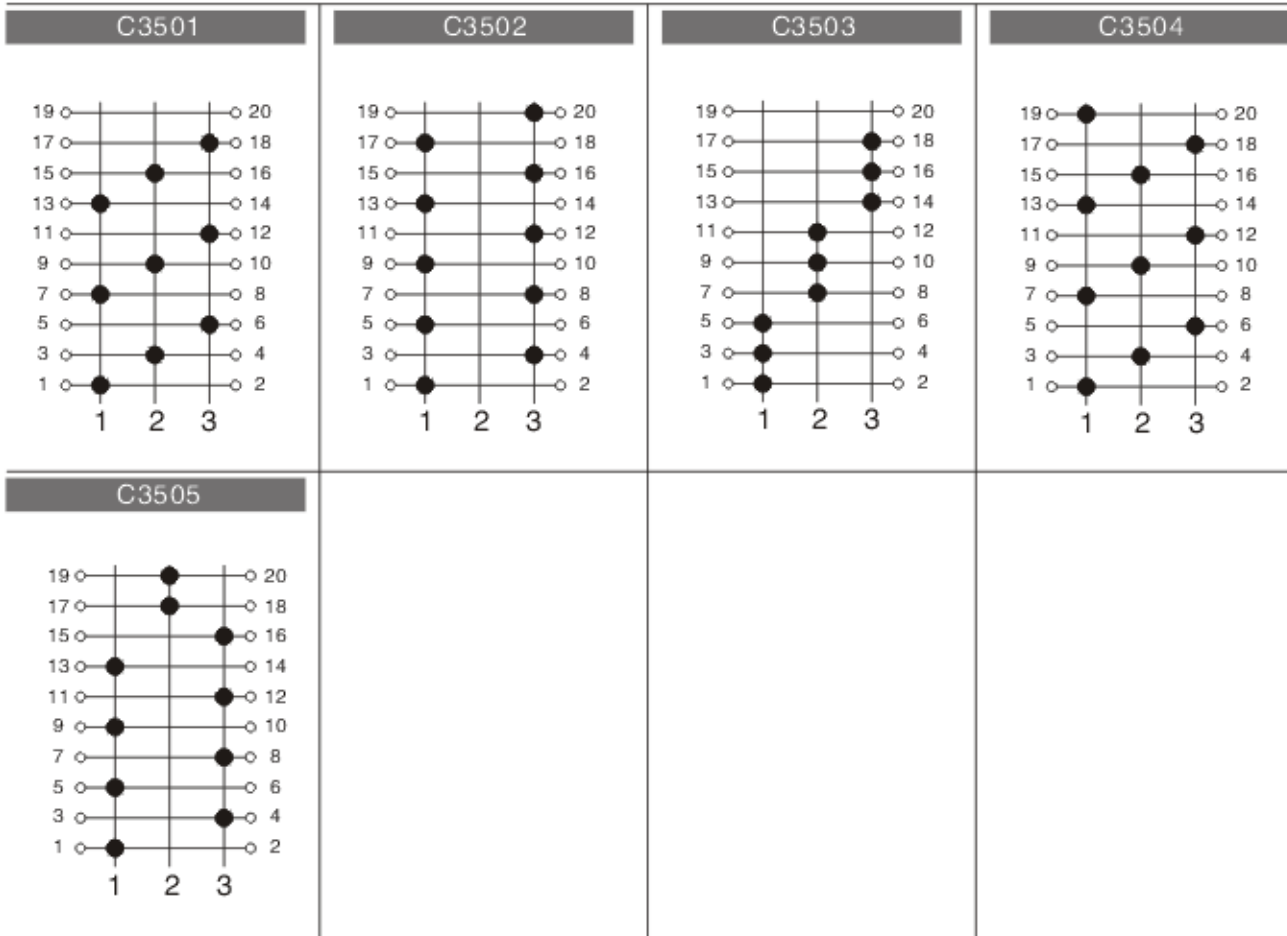 C3501 C3502 C3503 C3504
19 20 19 20 19 20 19 20
17 18 17 18 17 18 17 18
15 16 15 16 15 16 15 16
13 14 13 14 13 14 13 14
11 12 11 12 11 12 11 12
9 10 9 10 9 10 9 10
7 8 7 8 7 8 7 8
5 6 5 6 5 6 5 6
3 4 3 4 3 4 3 4
1 2 1 2 1 2 1 2
1 2 3 1 2 3 1 2 3 1 2 3
C3505
19 20
17 18
15 16
13 14
11 12
9 10
7 8
5 6
3 4
1 2
1 2 3